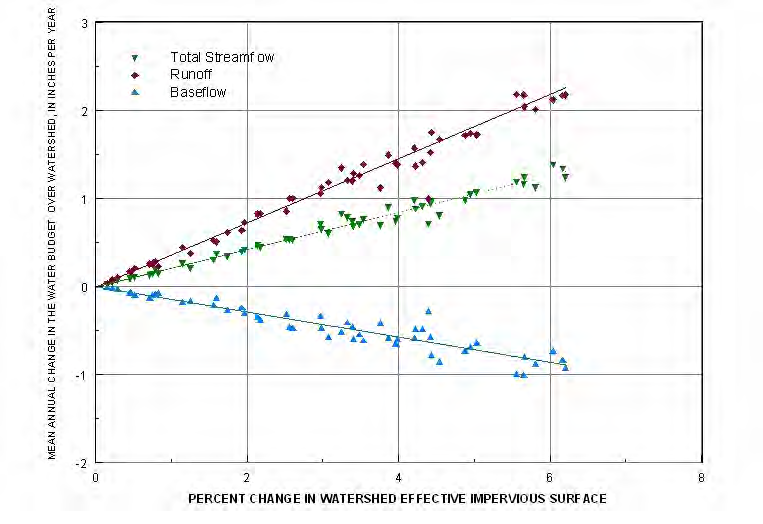 MEAN ANNUAL CHANGE IN THE WATER BUDGET OVER WATERSHED, IN INCHES PER YEAR
3
2
1
0
-1
-2
Total Streamflow
Runoff
Baseflow
0 2 4 6 8
PERCENT CHANGE IN WATERSHED EFFECTIVE IMPERVIOUS SURFACE